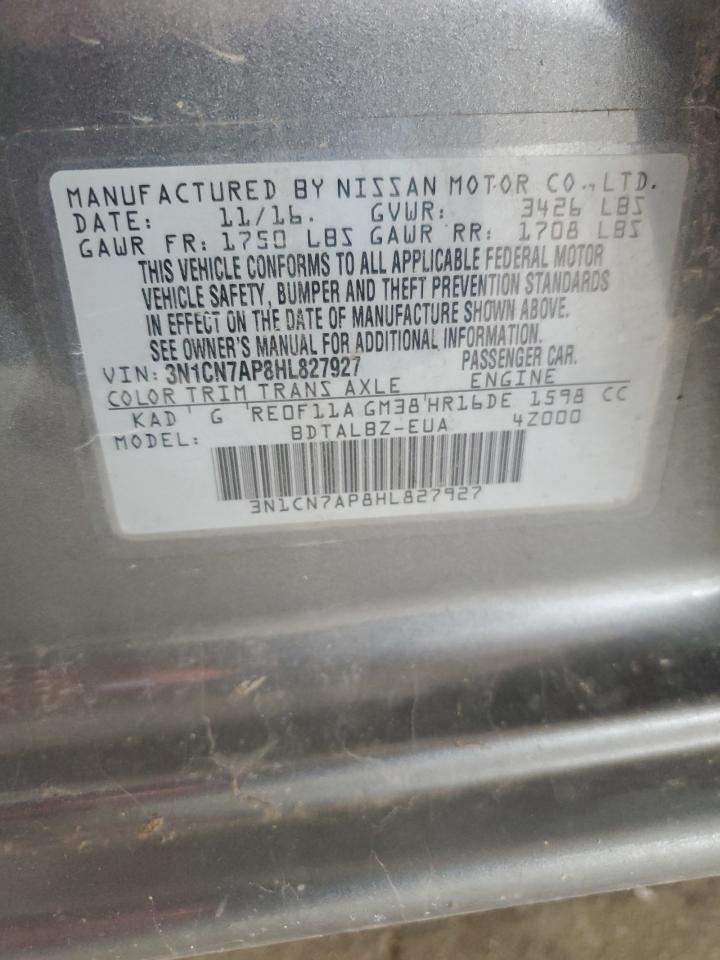 MANUFACTURED BY NISSAN MOTOR CO., LTD.
DATE: 11/16. GVWR: 3426 LBS
GAWR FR: 1750 LBS GAWR RR: 1708 LBS
THIS VEHICLE CONFORMS TO ALL APPLICABLE FEDERAL MOTOR
VEHICLE SAFETY, BUMPER AND THEFT PREVENTION STANDARDS
IN EFFECT ON THE DATE OF MANUFACTURE SHOWN ABOVE.
SEE OWNER'S MANUAL FOR ADDITIONAL INFORMATION.
VIN: 3N1CN7AP8HL827927 PASSENGER CAR.
COLOR TRIM TRANS AXLE ENGINE
KAD G RE0F11A GM38 HR16DE 1598 CC
MODEL: BDTALBZ-EUA 4Z000
3N1CN7AP8HL827927